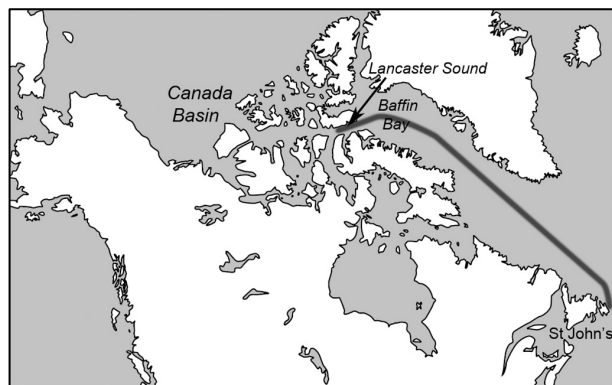 Lancaster Sound
Canada
Basin
Baffin
Bay
St John's